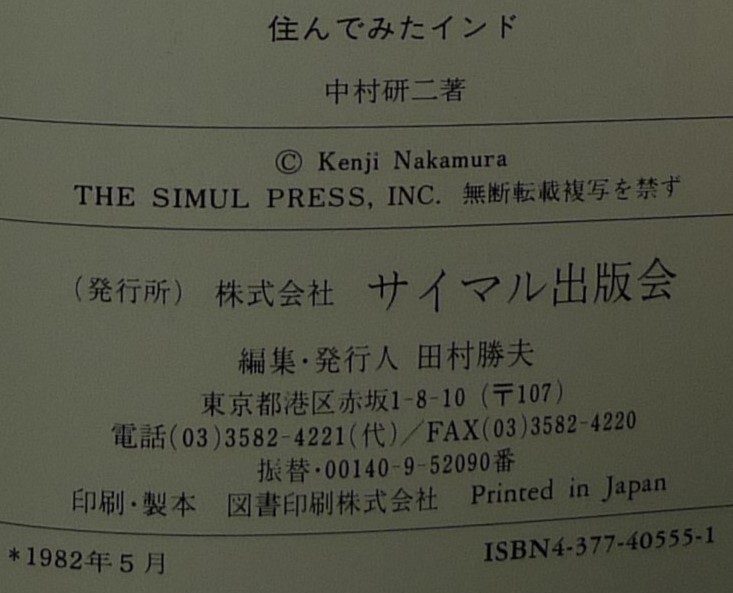 住んでみたインド
中村研二著
© Kenji Nakamura
THE SIMUL PRESS, INC. 無断転載複写を禁ず
(発行所) 株式会社 サイマル出版会
編集・発行人 田村勝夫
東京都港区赤坂1-8-10 (〒107)
電話(03)3582-4221(代)/FAX(03)3582-4220
振替・00140-9-52090番
印刷・製本 図書印刷株式会社 Printed in Japan
*1982年5月 ISBN4-377-40555-1